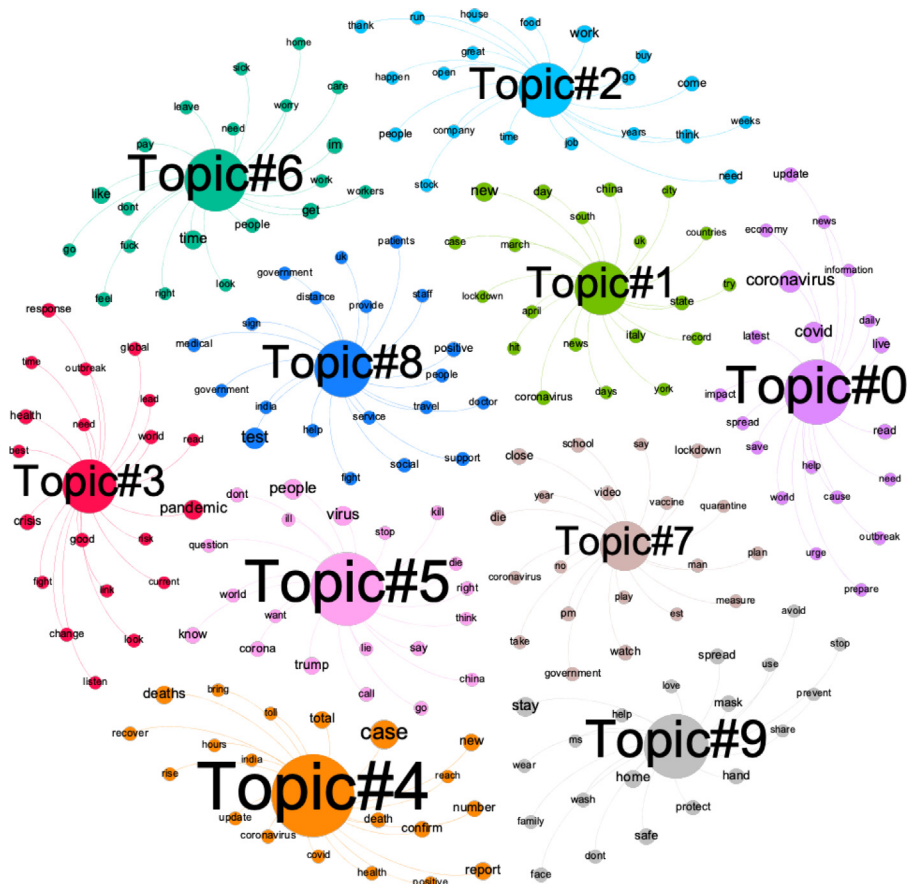 Topic#6
home
sick
care
worry
leave
need
im
pay
work
like
workers
dont
get
people
time
fuck
go
look
right
feel
Topic#2
thank
run
house
food
work
great
buy
happen
open
go
come
people
company
time
years
think
weeks
job
stock
need
Topic#1
new
day
china
city
south
case
march
uk
countries
lockdown
state
try
april
italy
record
hit
news
coronavirus
days
york
Topic#0
update
news
economy
coronavirus
information
covid
daily
latest
live
impact
spread
read
save
help
need
world
cause
outbreak
urge
prepare
Topic#8
patients
uk
government
distance
provide
staff
sign
medical
positive
people
government
india
travel
doctor
service
test
help
social
support
fight
Topic#3
response
global
time
outbreak
lead
health
need
world
read
best
pandemic
crisis
good
risk
fight
link
current
change
look
listen
Topic#5
dont
people
kill
ill
virus
stop
question
die
right
world
want
think
know
corona
lie
say
trump
china
call
go
Topic#7
school
say
close
lockdown
year
video
vaccine
quarantine
die
no
man
plan
coronavirus
play
measure
pm
est
take
watch
government
Topic#4
deaths
bring
toll
total
case
recover
hours
new
india
rise
reach
number
update
death
confirm
coronavirus
covid
health
report
positive
Topic#9
avoid
stop
spread
use
love
stay
mask
prevent
help
share
ms
wear
home
hand
wash
family
protect
safe
dont
face